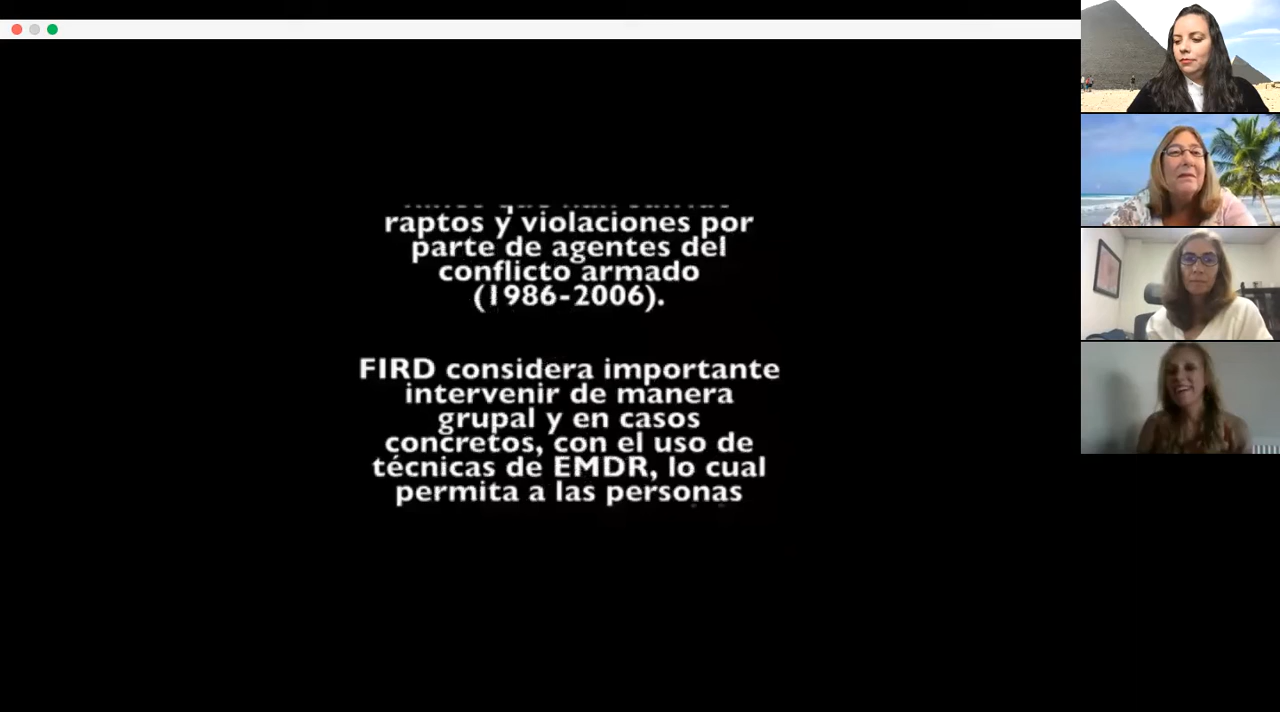 raptos y violaciones por
parte de agentes del
conflicto armado
(1986-2006).
FIRD considera importante
intervenir de manera
grupal y en casos
concretos, con el uso de
técnicas de EMDR, lo cual
permita a las personas